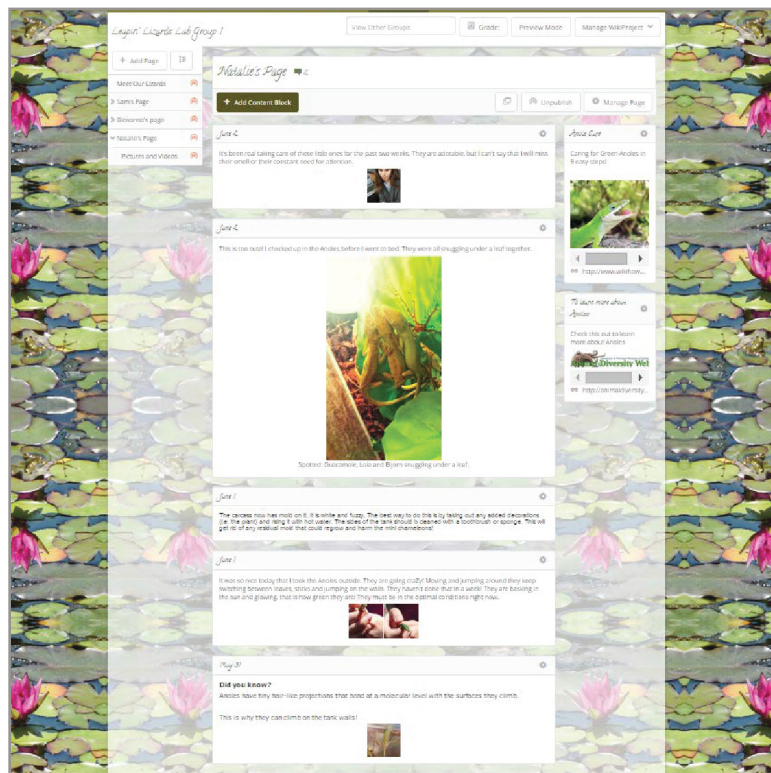 Leapin' Lizards Lab Group 1
View Other Groups
Grade:
Preview Mode
Manage WikiProject
+ Add Page
Meet Our Lizards
Sam's Page
Giovanno's page
Natalie's Page
Pictures and Videos
Natalie's Page
+ Add Content Block
Unpublish
Manage Page
June 2
It's been real taking care of these little ones for the past two weeks. They are adorable, but I can't say that I will miss
their smell or their constant need for attention.
June 2
This is too cute! I checked up in the Anoles before I went to bed. They were all snuggling under a leaf together.
Spotted: Guacamole, Lola and Bjorn snuggling under a leaf.
June 1
The carcass now has mold on it. It is white and fuzzy. The best way to do this is by taking out any added decorations
(i.e. the plant) and rising it with hot water. The sides of the tank should be cleaned with a toothbrush or sponge. This will
get rid of any residual mold that could regrow and harm the mini chameleons!
June 1
It was so nice today that I took the Anoles outside. They are going craZy! Moving and jumping around they keep
switching between leaves, sticks and jumping on the walls. They haven't done that in a week! They are basking in
the sun and glowing, that is how green they are! They must be in the optimal conditions right now.
May 31
Did you know?
Anoles have tiny hair-like projections that bond at a molecular level with the surfaces they climb.
This is why they can climb on the tank walls!
Anole Care
Caring for Green Anoles in
9 easy steps!
http://www.wikihow...
To learn more about
Anoles
Check this out to learn
more about Anoles
Diversity Web
http://animaldiversity...